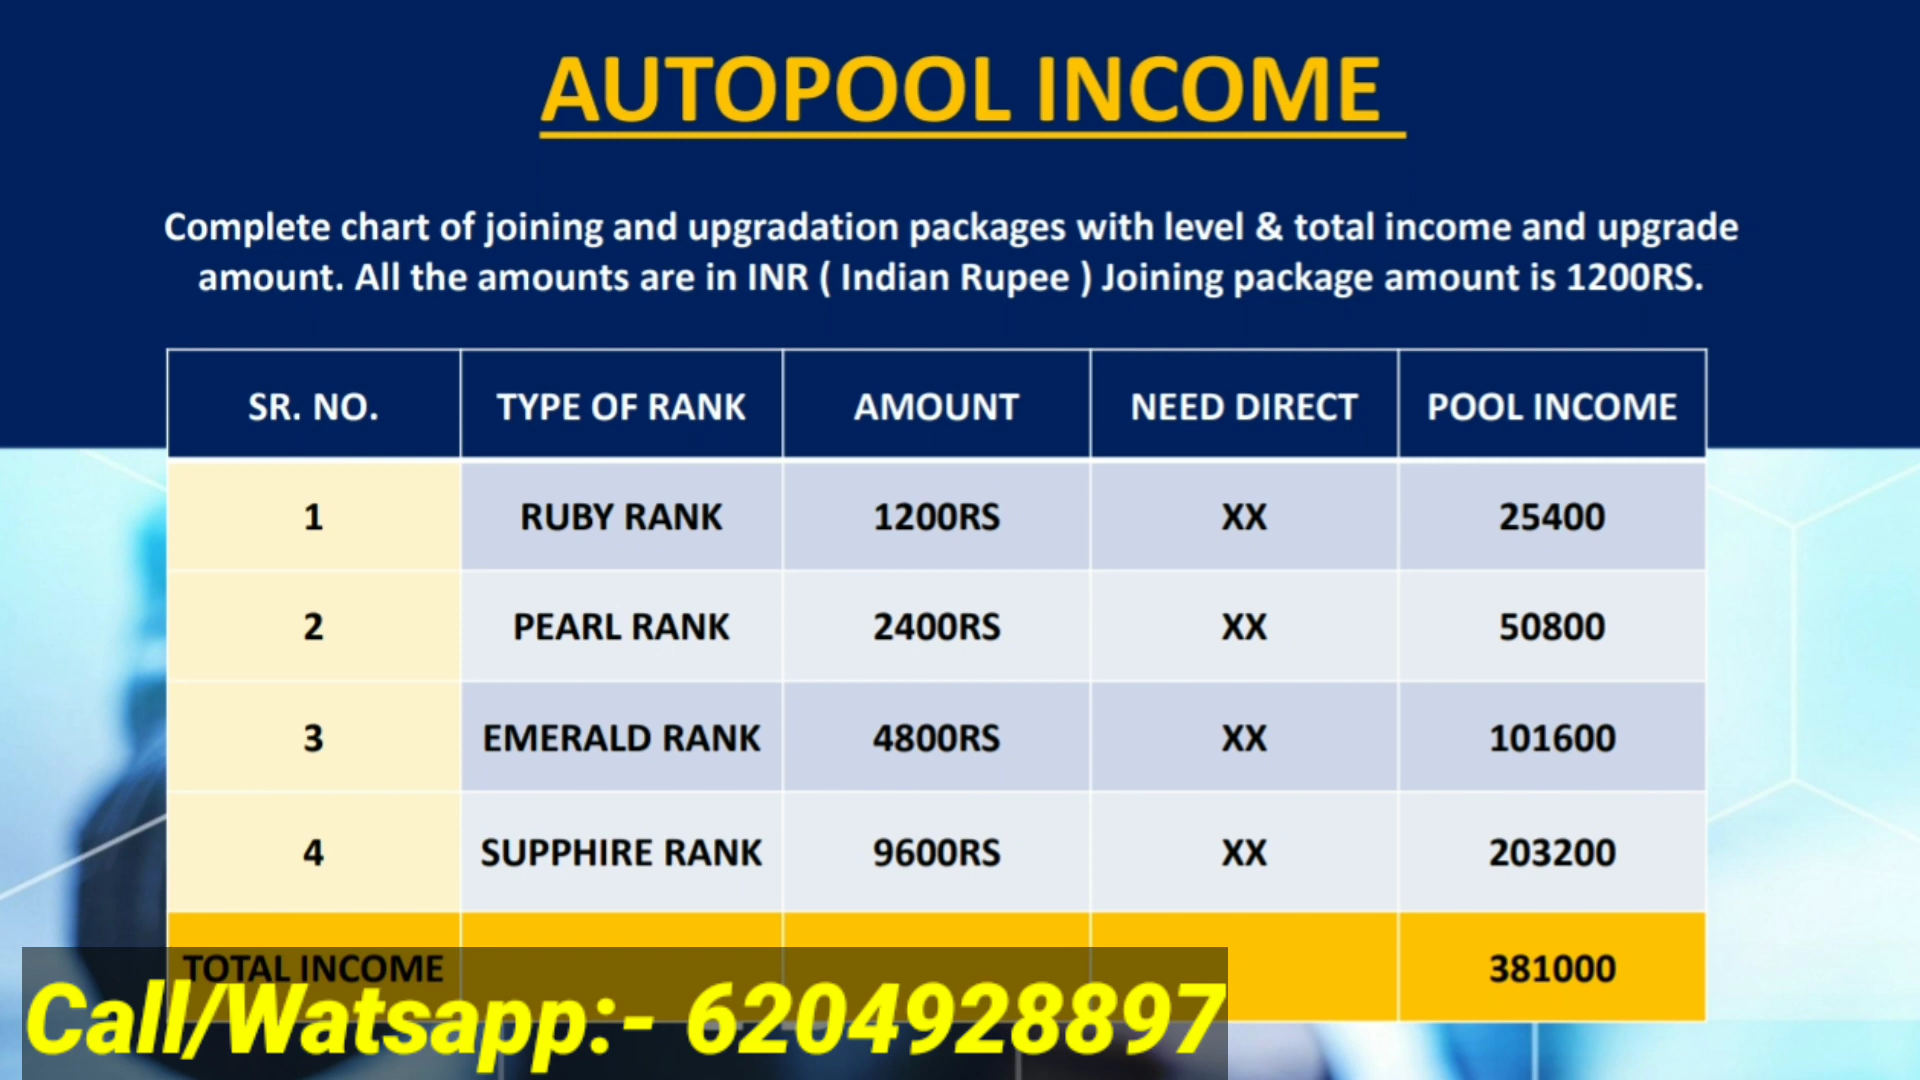 AUTOPOOL INCOME
Complete chart of joining and upgradation packages with level & total income and upgrade
amount. All the amounts are in INR ( Indian Rupee ) Joining package amount is 1200RS.
SR. NO. TYPE OF RANK AMOUNT NEED DIRECT POOL INCOME
1 RUBY RANK 1200RS XX 25400
2 PEARL RANK 2400RS XX 50800
3 EMERALD RANK 4800RS XX 101600
4 SUPPHIRE RANK 9600RS XX 203200
TOTAL INCOME 381000
Call/Watsapp:- 6204928897